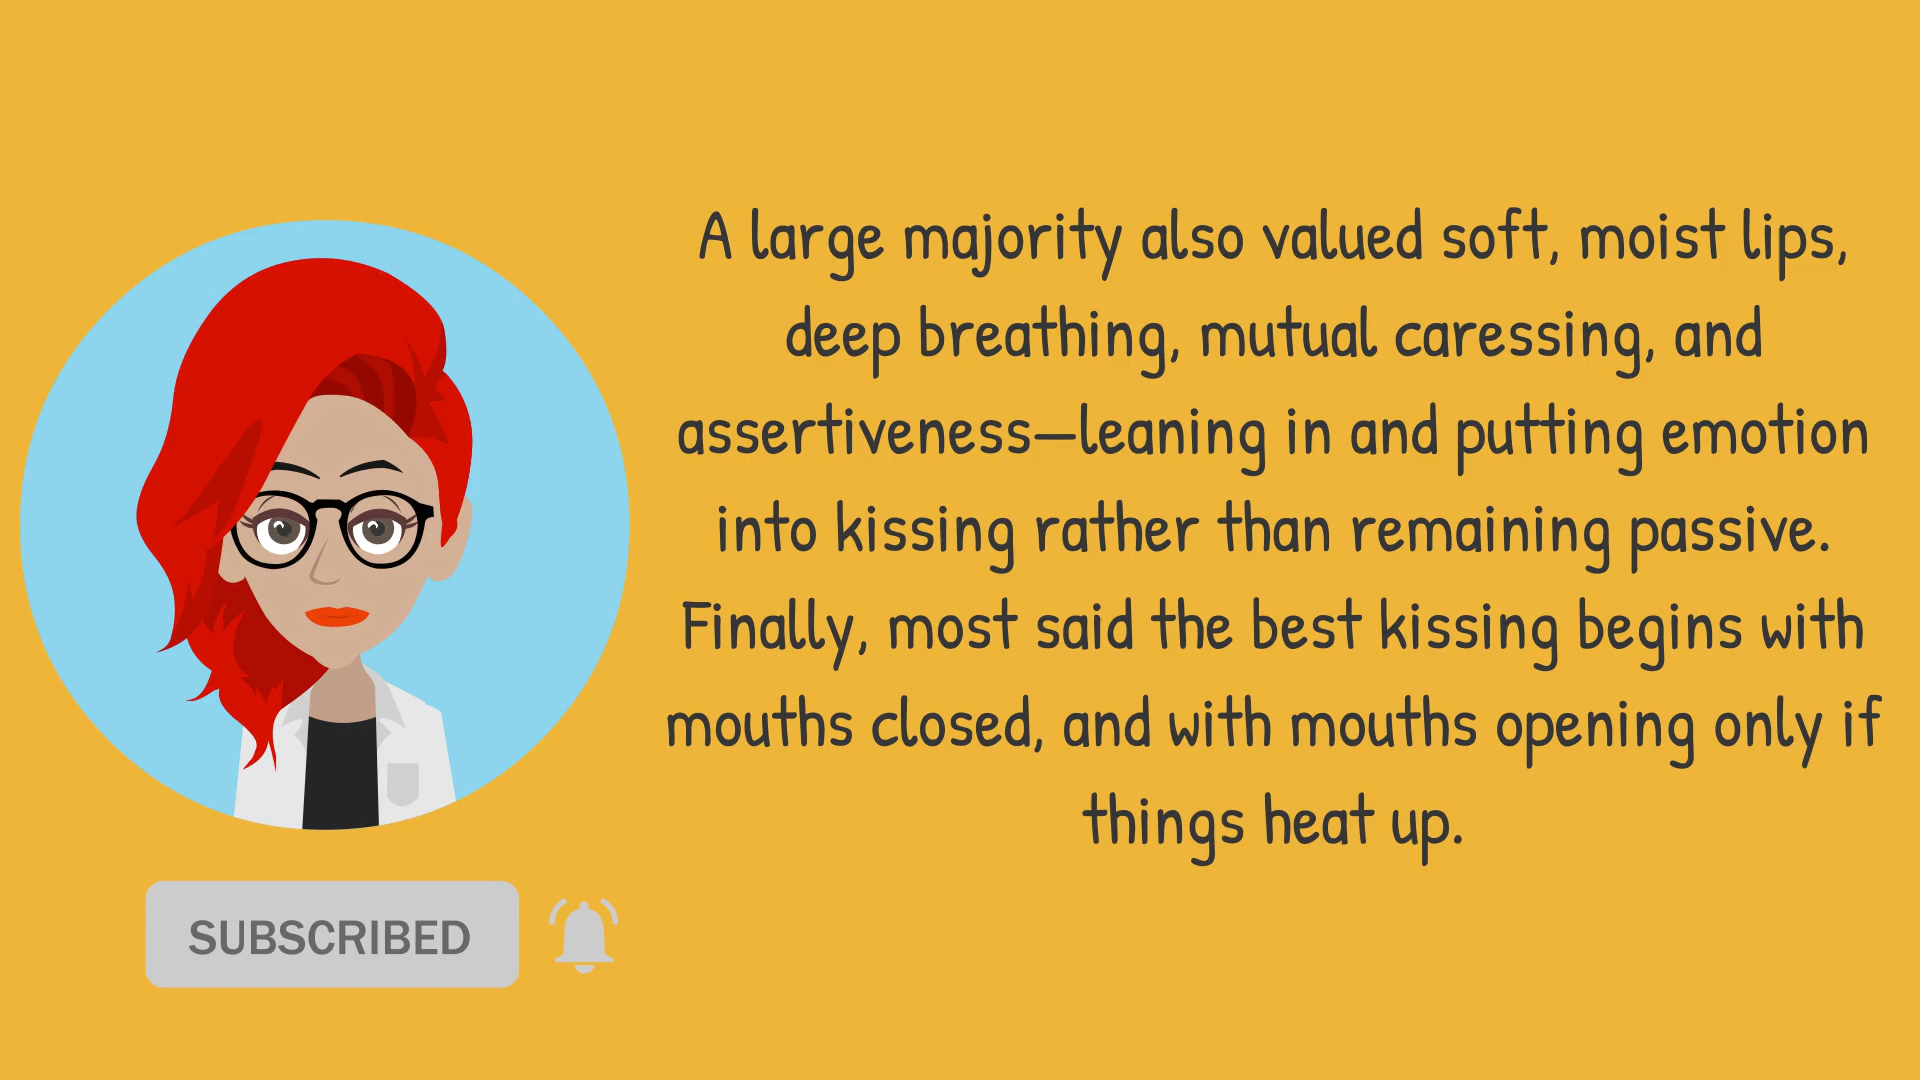 A large majority also valued soft, moist lips,
deep breathing, mutual caressing, and
assertiveness—leaning in and putting emotion
into kissing rather than remaining passive.
Finally, most said the best kissing begins with
mouths closed, and with mouths opening only if
things heat up.
SUBSCRIBED